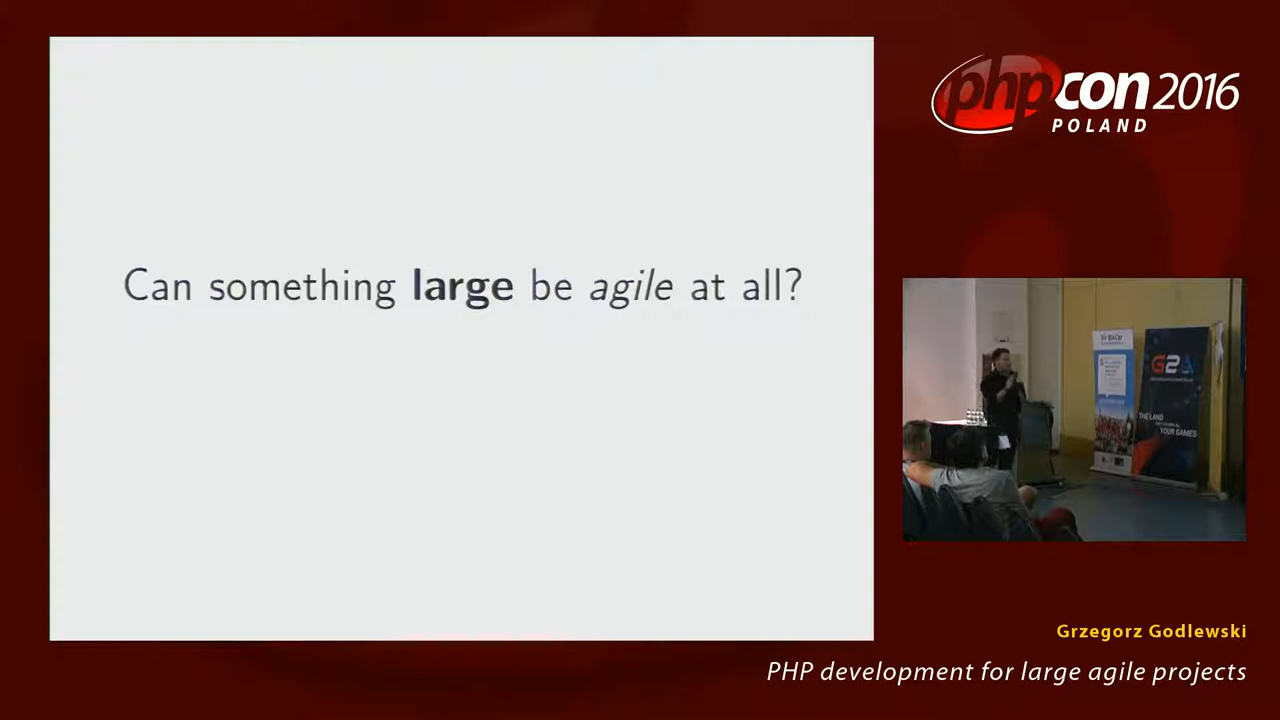 Can something large be agile at all?
phpcon 2016
POLAND
G2A
THE LAND
YOUR GAMES
Grzegorz Godlewski
PHP development for large agile projects